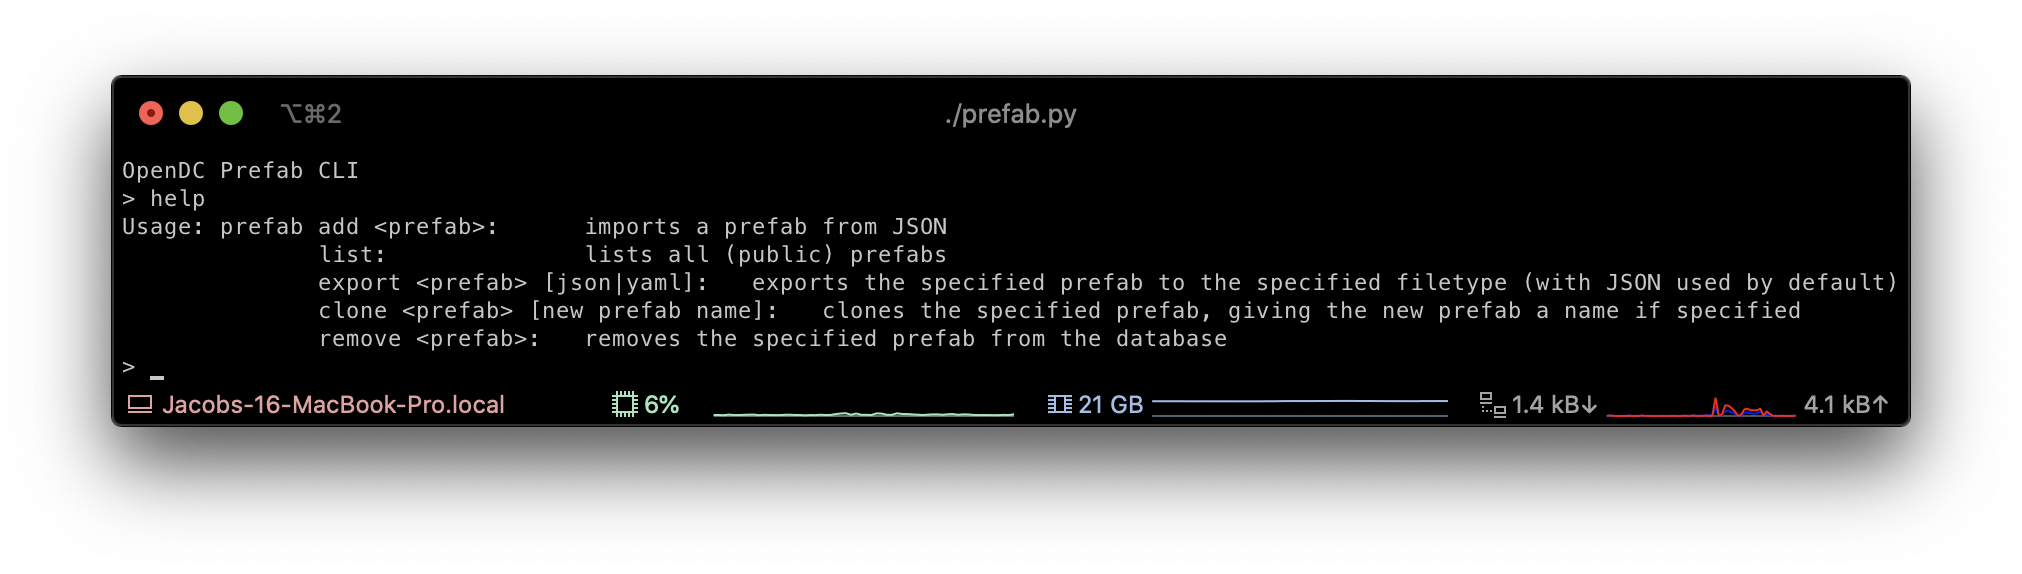 ⌥⌘2 ./prefab.py
OpenDC Prefab CLI
> help
Usage: prefab add <prefab>: imports a prefab from JSON
list: lists all (public) prefabs
export <prefab> [json|yaml]: exports the specified prefab to the specified filetype (with JSON used by default)
clone <prefab> [new prefab name]: clones the specified prefab, giving the new prefab a name if specified
remove <prefab>: removes the specified prefab from the database
> _
Jacobs-16-MacBook-Pro.local 6% 21 GB 1.4 kB↓ 4.1 kB↑